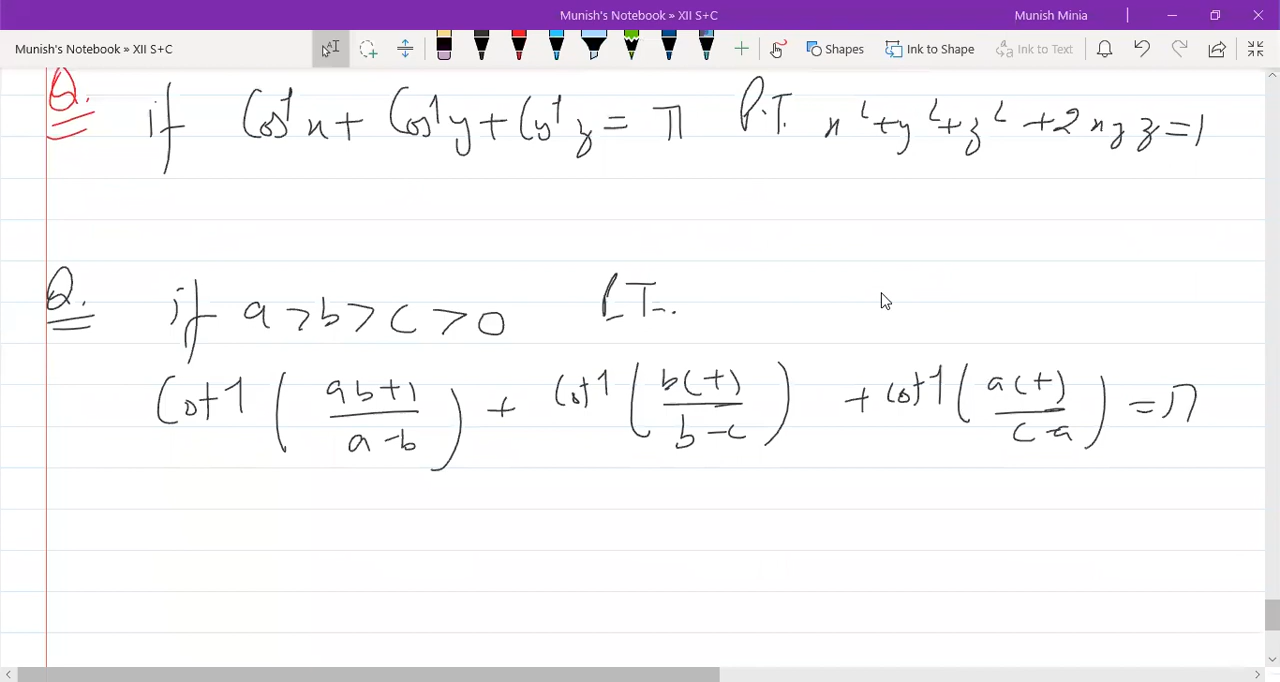 Munish's Notebook » XII S+C
Munish Minia
Munish's Notebook » XII S+C
Shapes Ink to Shape Ink to Text
Q. if Cos⁻¹x + Cos⁻¹y + Cos⁻¹z = π P.T. x² + y² + z² + 2xyz = 1
Q. if a > b > c > 0 P.T.
Cot⁻¹((ab+1)/(a-b)) + Cot⁻¹((bc+1)/(b-c)) + Cot⁻¹((ac+1)/(c-a)) = π